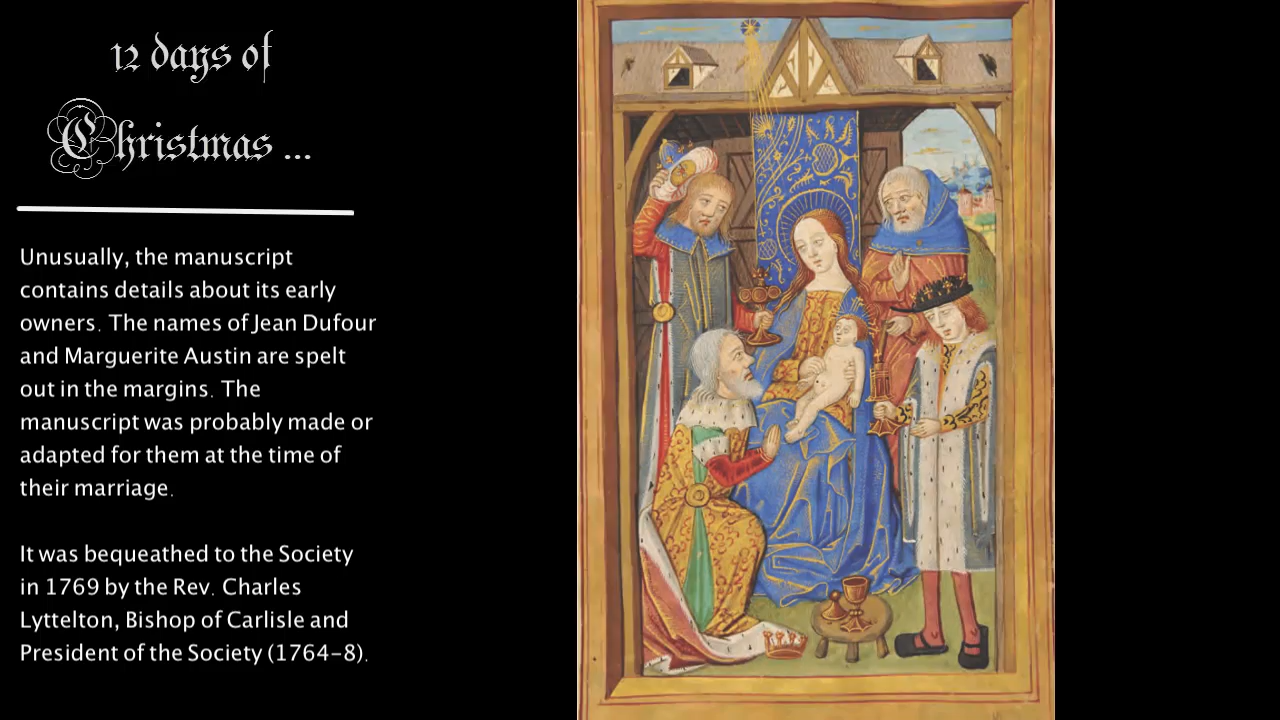 12 days of
Christmas ...
Unusually, the manuscript
contains details about its early
owners. The names of Jean Dufour
and Marguerite Austin are spelt
out in the margins. The
manuscript was probably made or
adapted for them at the time of
their marriage.
It was bequeathed to the Society
in 1769 by the Rev. Charles
Lyttelton, Bishop of Carlisle and
President of the Society (1764-8).